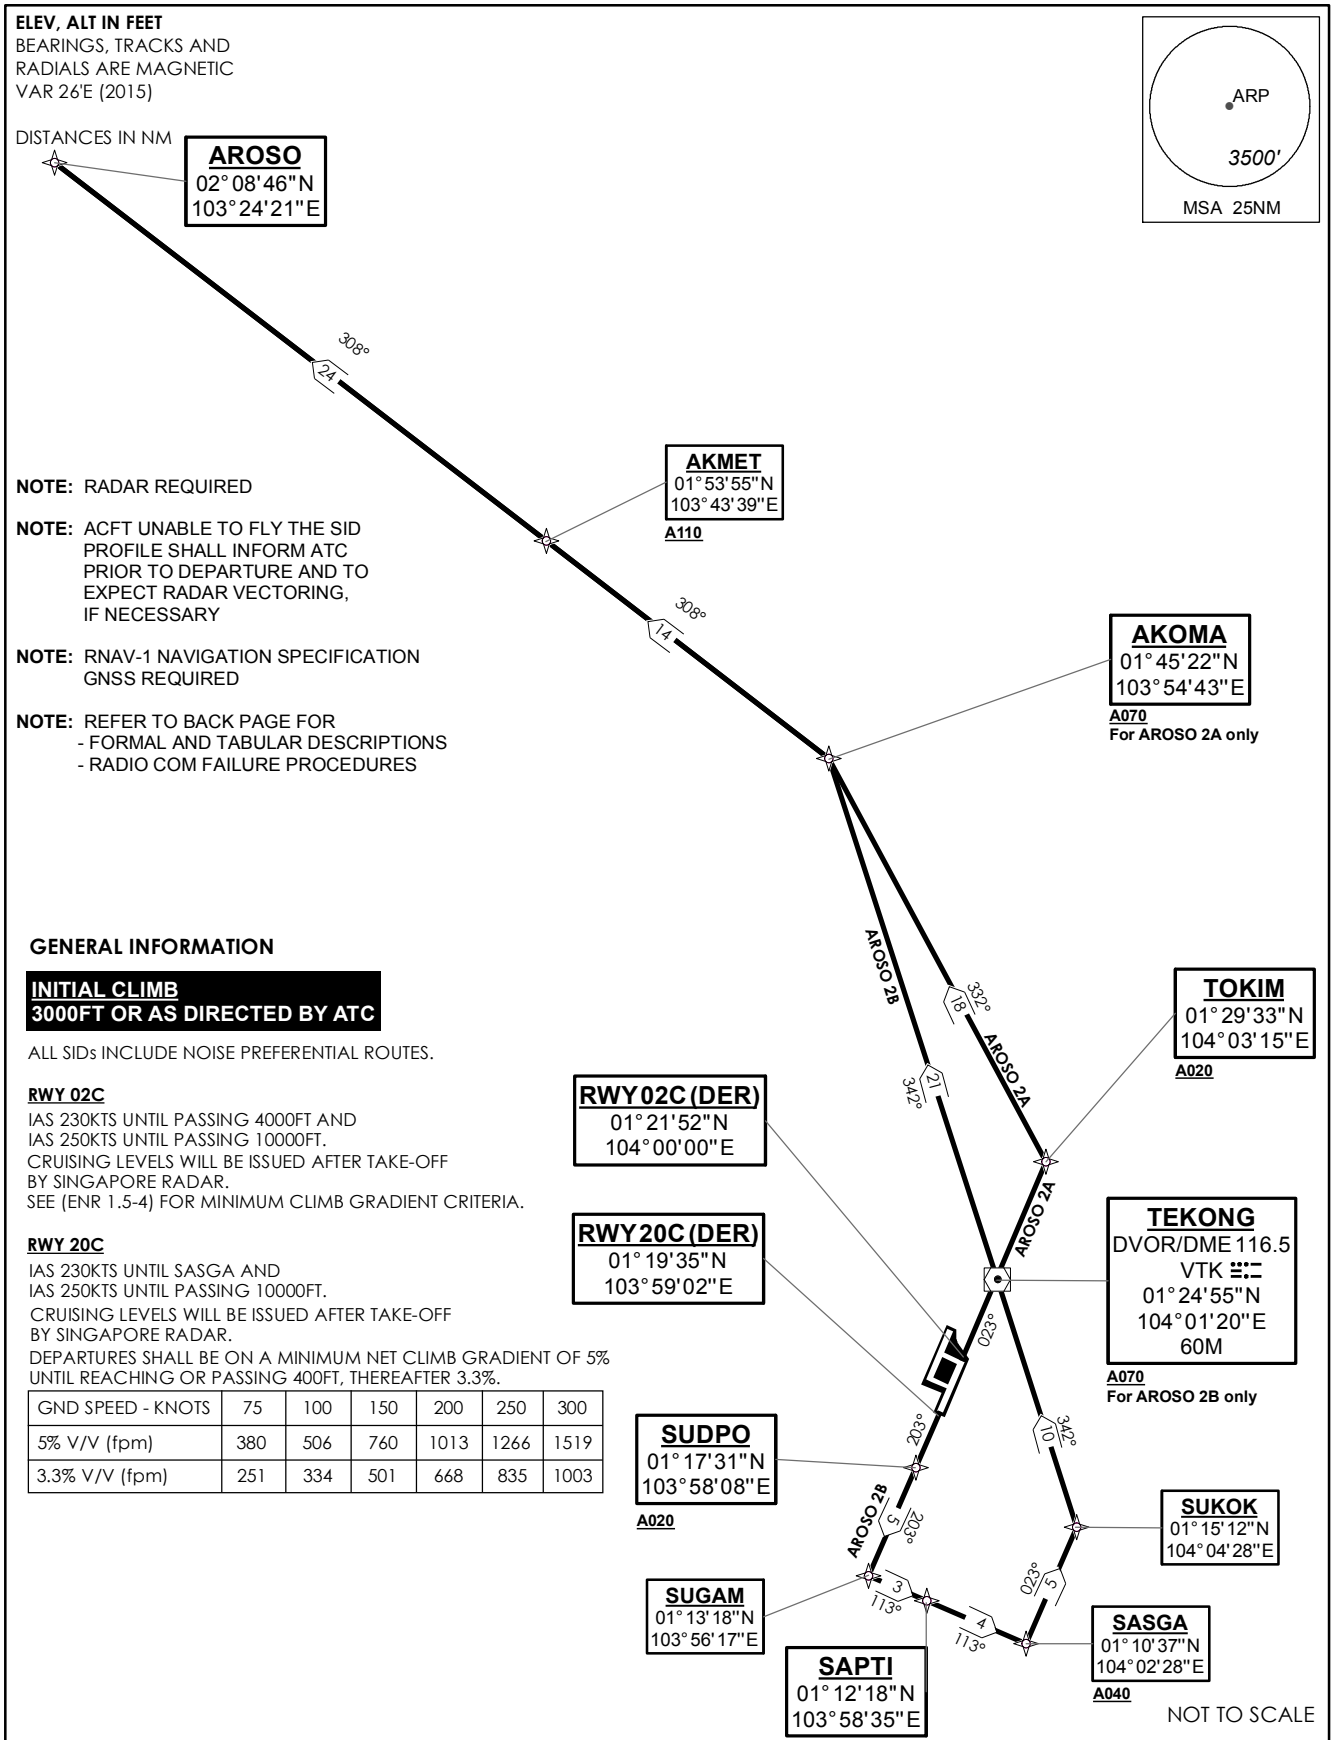 ELEV, ALT IN FEET
BEARINGS, TRACKS AND
RADIALS ARE MAGNETIC
VAR 26'E (2015)
DISTANCES IN NM
ARP
3500'
MSA 25NM
AROSO
02°08'46"N
103°24'21"E
308°
24
AKMET
01°53'55"N
103°43'39"E
A110
NOTE: RADAR REQUIRED
NOTE: ACFT UNABLE TO FLY THE SID
PROFILE SHALL INFORM ATC
PRIOR TO DEPARTURE AND TO
EXPECT RADAR VECTORING,
IF NECESSARY
NOTE: RNAV-1 NAVIGATION SPECIFICATION
GNSS REQUIRED
NOTE: REFER TO BACK PAGE FOR
- FORMAL AND TABULAR DESCRIPTIONS
- RADIO COM FAILURE PROCEDURES
308°
14
AKOMA
01°45'22"N
103°54'43"E
A070
For AROSO 2A only
AROSO 2B
332°
18
AROSO 2A
21
342°
TOKIM
01°29'33"N
104°03'15"E
A020
GENERAL INFORMATION
INITIAL CLIMB
3000FT OR AS DIRECTED BY ATC
ALL SIDs INCLUDE NOISE PREFERENTIAL ROUTES.
RWY 02C
IAS 230KTS UNTIL PASSING 4000FT AND
IAS 250KTS UNTIL PASSING 10000FT.
CRUISING LEVELS WILL BE ISSUED AFTER TAKE-OFF
BY SINGAPORE RADAR.
SEE (ENR 1.5-4) FOR MINIMUM CLIMB GRADIENT CRITERIA.
RWY 20C
IAS 230KTS UNTIL SASGA AND
IAS 250KTS UNTIL PASSING 10000FT.
CRUISING LEVELS WILL BE ISSUED AFTER TAKE-OFF
BY SINGAPORE RADAR.
DEPARTURES SHALL BE ON A MINIMUM NET CLIMB GRADIENT OF 5%
UNTIL REACHING OR PASSING 400FT, THEREAFTER 3.3%.
GND SPEED - KNOTS 75 100 150 200 250 300
5% V/V (fpm) 380 506 760 1013 1266 1519
3.3% V/V (fpm) 251 334 501 668 835 1003
RWY02C(DER)
01°21'52"N
104°00'00"E
RWY20C(DER)
01°19'35"N
103°59'02"E
AROSO 2A
TEKONG
DVOR/DME 116.5
VTK
01°24'55"N
104°01'20"E
60M
A070
For AROSO 2B only
023°
203°
SUDPO
01°17'31"N
103°58'08"E
A020
AROSO 2B
5
203°
342°
10
SUKOK
01°15'12"N
104°04'28"E
SUGAM
01°13'18"N
103°56'17"E
3
113°
4
113°
023°
5
SAPTI
01°12'18"N
103°58'35"E
SASGA
01°10'37"N
104°02'28"E
A040
NOT TO SCALE